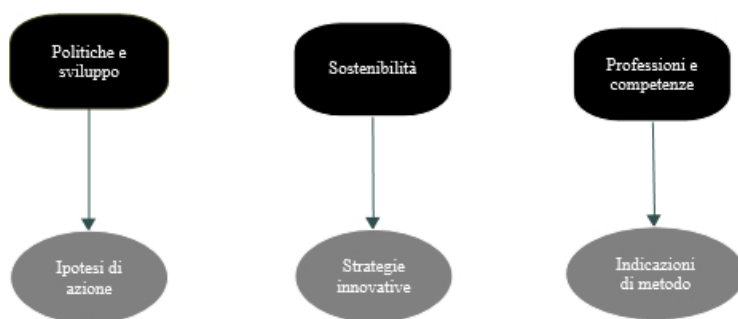 Politiche e
sviluppo
Sostenibilità
Professioni e
competenze
Ipotesi di
azione
Strategie
innovative
Indicazioni
di metodo